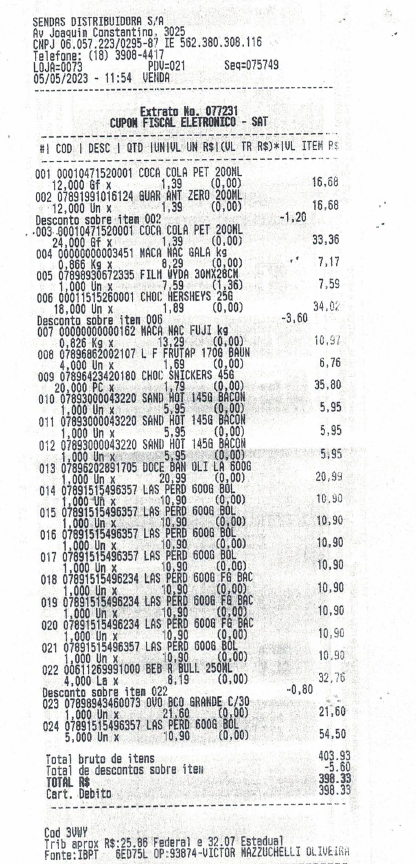 SENDAS DISTRIBUIDORA S/A
Av Joaquim Constantino, 3025
CNPJ 06.057.223/0295-87 IE 562.380.308.116
Telefone: (18) 3908-4417
LOJA=0073 PDV=021 Seq=075749
05/05/2023 - 11:54 VENDA
Extrato No. 077231
CUPOM FISCAL ELETRONICO - SAT
#| COD | DESC | QTD |UN|VL UN R$|(VL TR R$)*|VL ITEM R$
001 00010471520001 COCA COLA PET 200ML
12,000 Gf x 1,39 (0,00) 16,68
002 07891991016124 GUAR ANT ZERO 200ML
12,000 Un x 1,39 (0,00) 16,68
Desconto sobre item 002 -1,20
003 00010471520001 COCA COLA PET 200ML
24,000 Gf x 1,39 (0,00) 33,36
004 00000000003451 MACA NAC GALA kg
0,866 Kg x 8,29 (0,00) 7,17
005 07898930672335 FILM WYDA 30MX28CM
1,000 Un x 7,59 (1,36) 7,59
006 00011515260001 CHOC HERSHEYS 25G
18,000 Un x 1,89 (0,00) 34,02
Desconto sobre item 006 -3,60
007 00000000000162 MACA NAC FUJI kg
0,826 Kg x 13,29 (0,00) 10,97
008 07896862002107 L F FRUTAP 170G BAUN
4,000 Un x 1,69 (0,00) 6,76
009 07896423420180 CHOC SNICKERS 45G
20,000 PC x 1,79 (0,00) 35,80
010 07893000043220 SAND HOT 145G BACON
1,000 Un x 5,95 (0,00) 5,95
011 07893000043220 SAND HOT 145G BACON
1,000 Un x 5,95 (0,00) 5,95
012 07893000043220 SAND HOT 145G BACON
1,000 Un x 5,95 (0,00) 5,95
013 07896202891705 DOCE BAN OLI LA 600G
1,000 Un x 20,99 (0,00) 20,99
014 07891515496357 LAS PERD 600G BOL
1,000 Un x 10,90 (0,00) 10,90
015 07891515496357 LAS PERD 600G BOL
1,000 Un x 10,90 (0,00) 10,90
016 07891515496357 LAS PERD 600G BOL
1,000 Un x 10,90 (0,00) 10,90
017 07891515496357 LAS PERD 600G BOL
1,000 Un x 10,90 (0,00) 10,90
018 07891515496234 LAS PERD 600G FG BAC
1,000 Un x 10,90 (0,00) 10,90
019 07891515496234 LAS PERD 600G FG BAC
1,000 Un x 10,90 (0,00) 10,90
020 07891515496234 LAS PERD 600G FG BAC
1,000 Un x 10,90 (0,00) 10,90
021 07891515496357 LAS PERD 600G BOL
1,000 Un x 10,90 (0,00) 10,90
022 00611269991000 BEB R BULL 250ML
4,000 La x 8,19 (0,00) 32,76
Desconto sobre item 022 -0,80
023 07898943460073 OVO BCO GRANDE C/30
1,000 Un x 21,60 (0,00) 21,60
024 07891515496357 LAS PERD 600G BOL
5,000 Un x 10,90 (0,00) 54,50
Total bruto de itens 403.93
Total de descontos sobre item -5.60
TOTAL R$ 398.33
Cart. Debito 398.33
Cod 3VWY
Trib aprox R$:25.86 Federal e 32.07 Estadual
Fonte:IBPT 6ED75L OP:93874-VICTOR MAZZUCHELLI OLIVEIRA